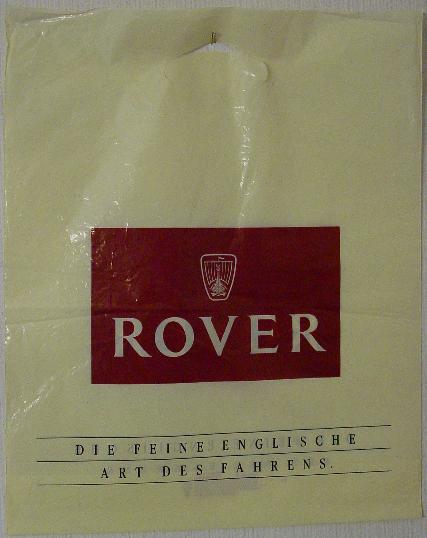 ROVER
DIE FEINE ENGLISCHE
ART DES FAHRENS.